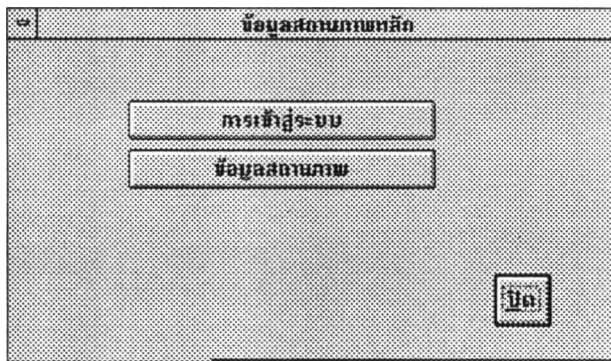 ข้อมูลสถานภาพหลัก
การเข้าสู่ระบบ
ข้อมูลสถานภาพ
ปิด